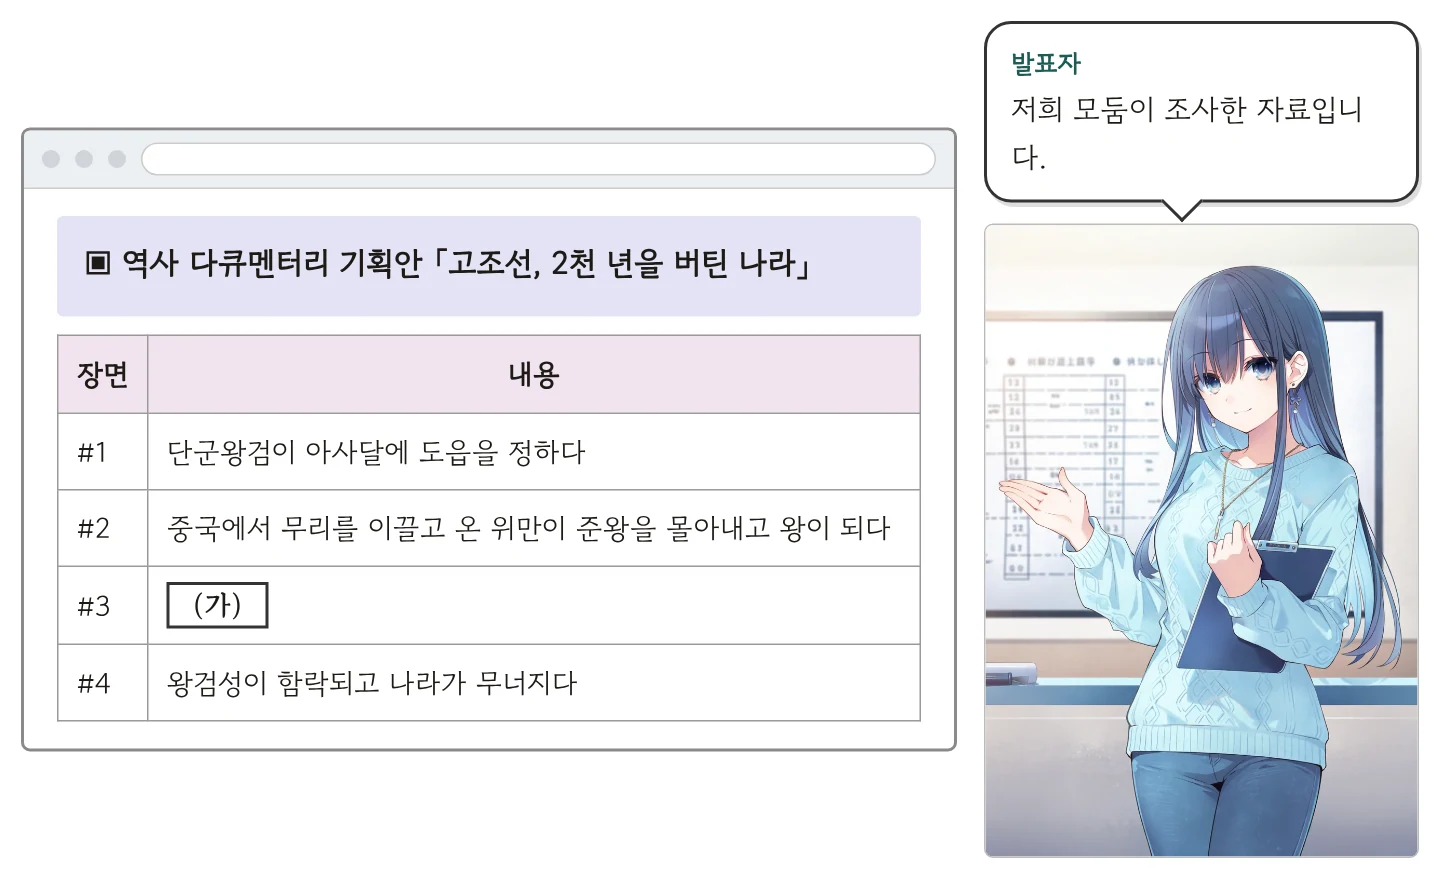 ▣ 역사 다큐멘터리 기획안 「고조선, 2천 년을 버틴 나라」
장면 내용
#1 단군왕검이 아사달에 도읍을 정하다
#2 중국에서 무리를 이끌고 온 위만이 준왕을 몰아내고 왕이 되다
#3 (가)
#4 왕검성이 함락되고 나라가 무너지다
발표자
저희 모둠이 조사한 자료입니
다.